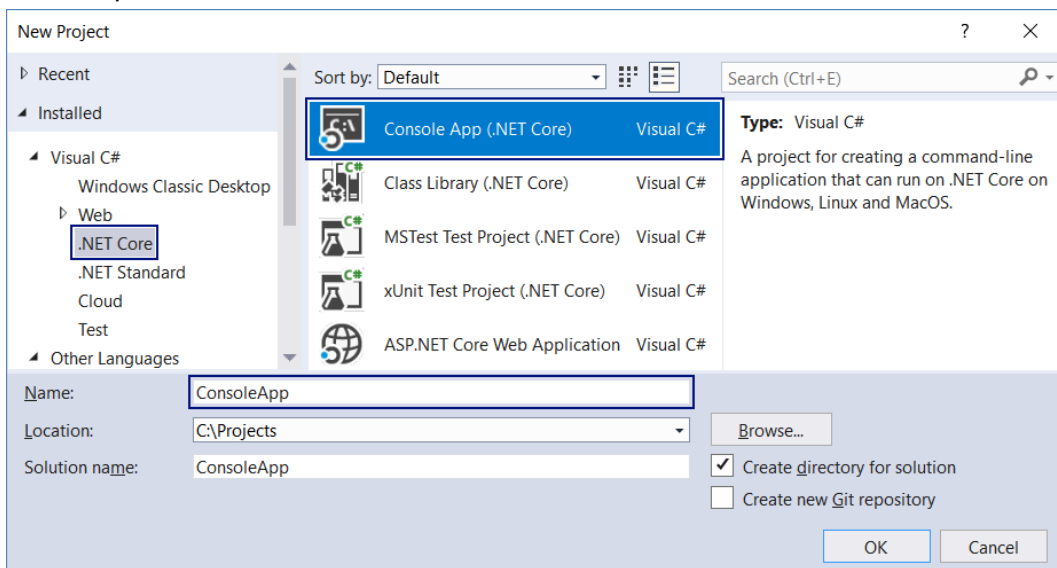 New Project
?
Recent
Installed
Visual C#
Windows Classic Desktop
Web
.NET Core
.NET Standard
Cloud
Test
Other Languages
Sort by: Default
Console App (.NET Core) Visual C#
Class Library (.NET Core) Visual C#
MSTest Test Project (.NET Core) Visual C#
xUnit Test Project (.NET Core) Visual C#
ASP.NET Core Web Application Visual C#
Search (Ctrl+E)
Type: Visual C#
A project for creating a command-line
application that can run on .NET Core on
Windows, Linux and MacOS.
Name: ConsoleApp
Location: C:\Projects
Browse...
Solution name: ConsoleApp
Create directory for solution
Create new Git repository
OK Cancel